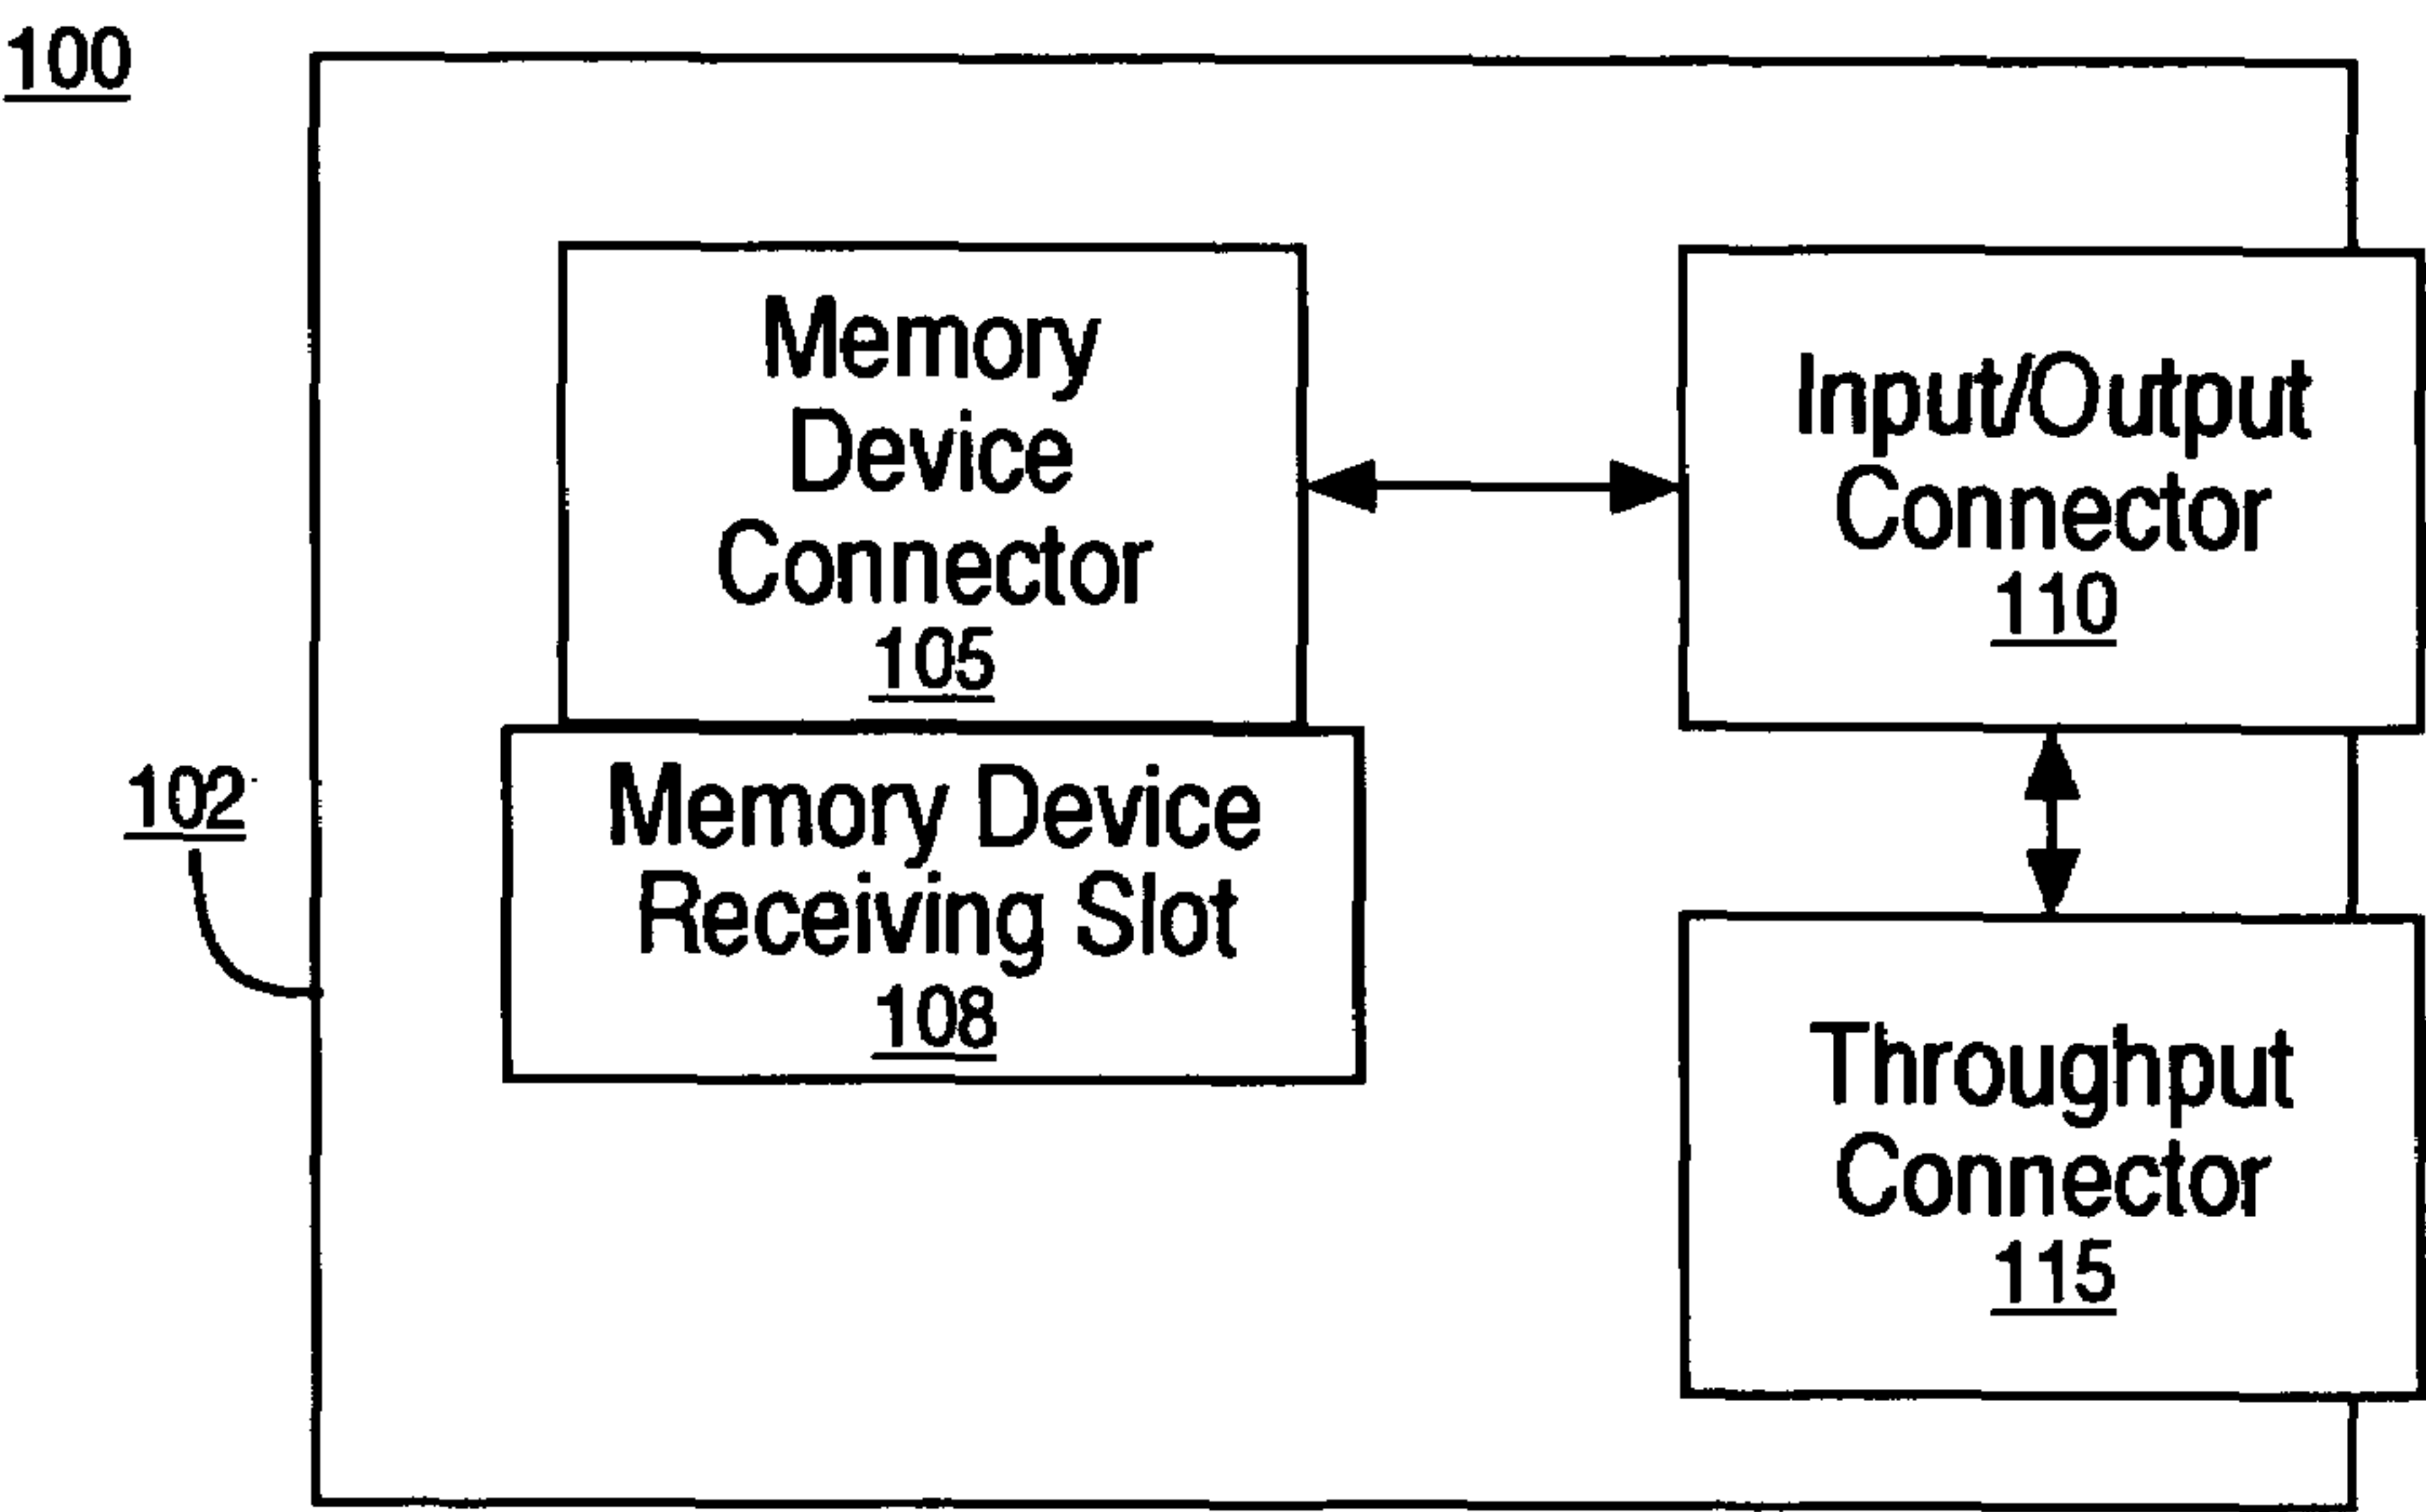 100
Memory
Device
Connector
105
Input/Output
Connector
110
102
Memory Device
Receiving Slot
108
Throughput
Connector
115